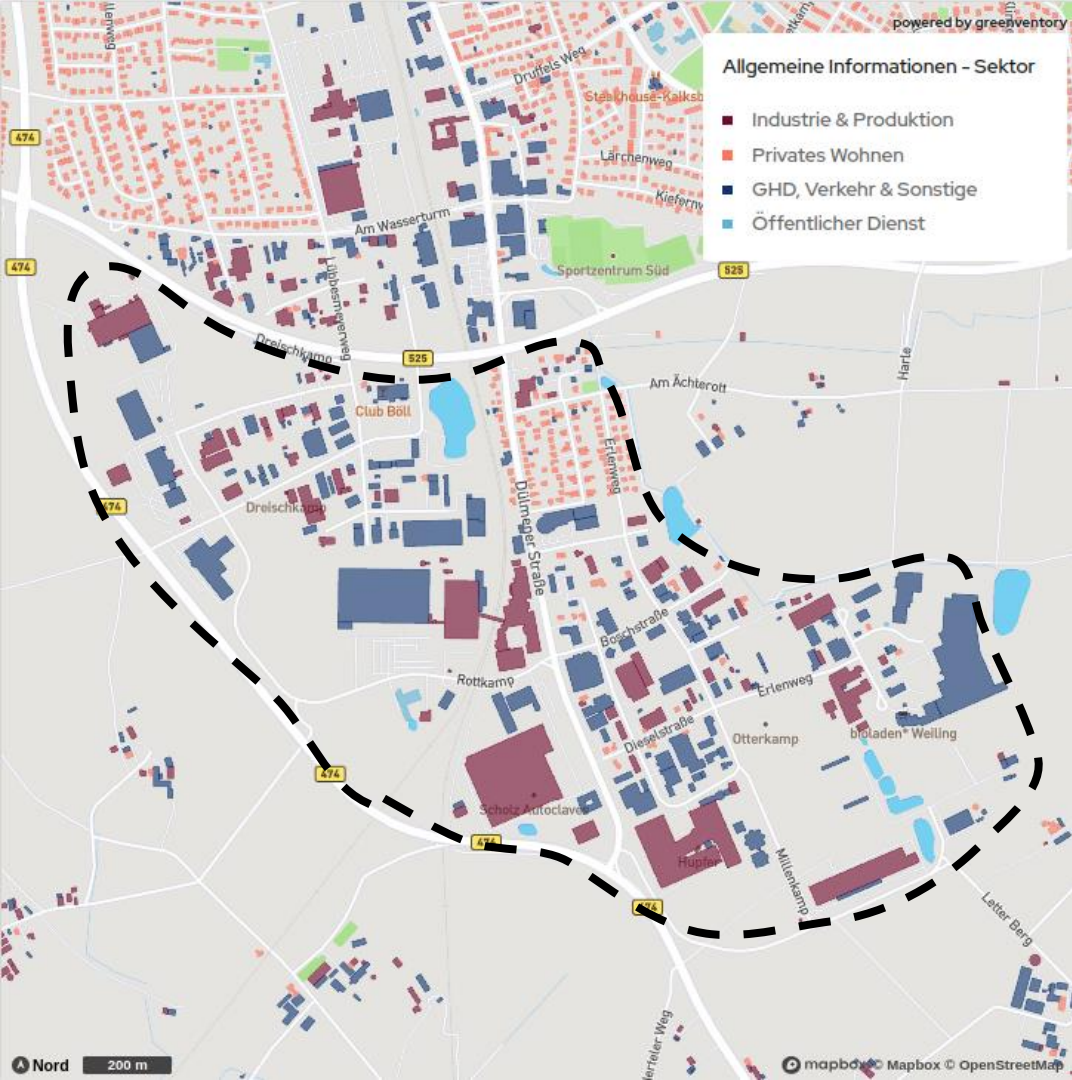 powered by greenventory
Allgemeine Informationen - Sektor
Industrie & Produktion
Privates Wohnen
GHD, Verkehr & Sonstige
Öffentlicher Dienst
Druffels Weg
474
Lärchenweg
Am Wasserturm
Sportzentrum Süd
474
525
Lübbesmeyerweg
Dreischkamp
525
Harle
Am Ächterott
Club Böll
Erlenweg
474
Dreischkamp
Dülmener Straße
Boschstraße
Rottkamp
Erlenweg
Dieselstraße
Otterkamp
bioladen* Weiling
474
Scholz Autoclaves
474
Hupfer
Millenkamp
474
Letter Berg
Nord
200 m
mapbox
© Mapbox © OpenStreetMap